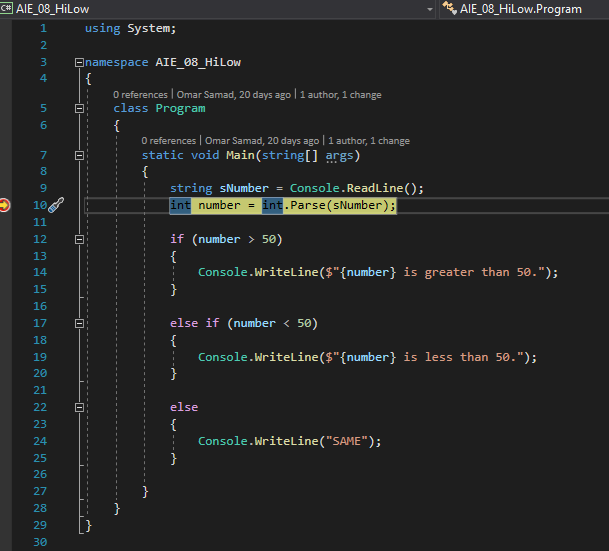 C# AIE_08_HiLow AIE_08_HiLow.Program
1 using System;
2
3 namespace AIE_08_HiLow
4 {
0 references | Omar Samad, 20 days ago | 1 author, 1 change
5 class Program
6 {
0 references | Omar Samad, 20 days ago | 1 author, 1 change
7 static void Main(string[] args)
8 {
9 string sNumber = Console.ReadLine();
10 int number = int.Parse(sNumber);
11
12 if (number > 50)
13 {
14 Console.WriteLine($"{number} is greater than 50.");
15 }
16
17 else if (number < 50)
18 {
19 Console.WriteLine($"{number} is less than 50.");
20 }
21
22 else
23 {
24 Console.WriteLine("SAME");
25 }
26
27 }
28 }
29 }
30